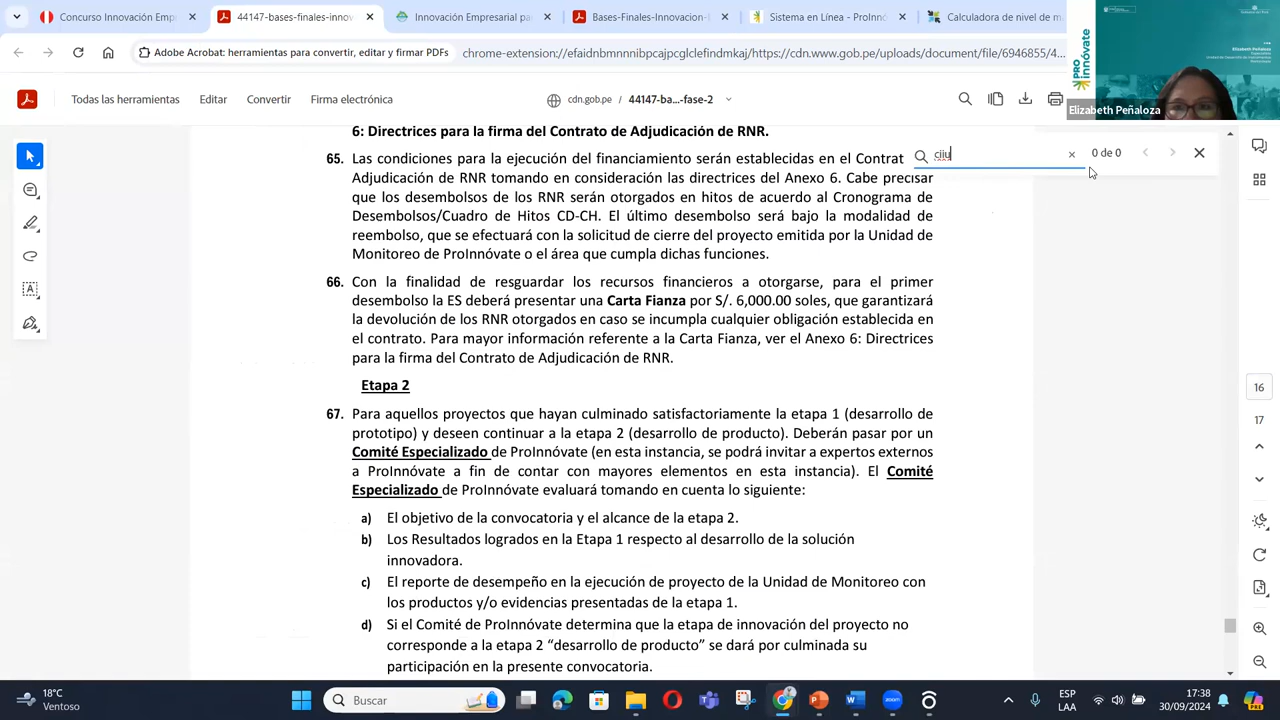 Concurso Innovación Emp
44147-bases-finales-innov
Innovación Empresarial pa
Bases-Finales-Innovacion-I
Sistema en Línea - ProInno
Calculadora de nivel de m
Adobe Acrobat: herramientas para convertir, editar y firmar PDFs
chrome-extension://efaidnbmnnnibpcajpcglclefindmkaj/https://cdn.www.gob.pe/uploads/document/file/6946855/4...
PRO innóvate
Elizabeth Peñaloza
Todas las herramientas
Editar
Convertir
Firma electrónica
cdn.gob.pe / 44147-ba...-fase-2
ciiu
0 de 0
6: Directrices para la firma del Contrato de Adjudicación de RNR.
65. Las condiciones para la ejecución del financiamiento serán establecidas en el Contrat
Adjudicación de RNR tomando en consideración las directrices del Anexo 6. Cabe precisar
que los desembolsos de los RNR serán otorgados en hitos de acuerdo al Cronograma de
Desembolsos/Cuadro de Hitos CD-CH. El último desembolso será bajo la modalidad de
reembolso, que se efectuará con la solicitud de cierre del proyecto emitida por la Unidad de
Monitoreo de ProInnóvate o el área que cumpla dichas funciones.
66. Con la finalidad de resguardar los recursos financieros a otorgarse, para el primer
desembolso la ES deberá presentar una Carta Fianza por S/. 6,000.00 soles, que garantizará
la devolución de los RNR otorgados en caso se incumpla cualquier obligación establecida en
el contrato. Para mayor información referente a la Carta Fianza, ver el Anexo 6: Directrices
para la firma del Contrato de Adjudicación de RNR.
Etapa 2
67. Para aquellos proyectos que hayan culminado satisfactoriamente la etapa 1 (desarrollo de
prototipo) y deseen continuar a la etapa 2 (desarrollo de producto). Deberán pasar por un
Comité Especializado de ProInnóvate (en esta instancia, se podrá invitar a expertos externos
a ProInnóvate a fin de contar con mayores elementos en esta instancia). El Comité
Especializado de ProInnóvate evaluará tomando en cuenta lo siguiente:
a) El objetivo de la convocatoria y el alcance de la etapa 2.
b) Los Resultados logrados en la Etapa 1 respecto al desarrollo de la solución
innovadora.
c) El reporte de desempeño en la ejecución de proyecto de la Unidad de Monitoreo con
los productos y/o evidencias presentadas de la etapa 1.
d) Si el Comité de ProInnóvate determina que la etapa de innovación del proyecto no
corresponde a la etapa 2 “desarrollo de producto” se dará por culminada su
participación en la presente convocatoria.
16
17
18°C
Ventoso
Buscar
ESP
LAA
17:38
30/09/2024